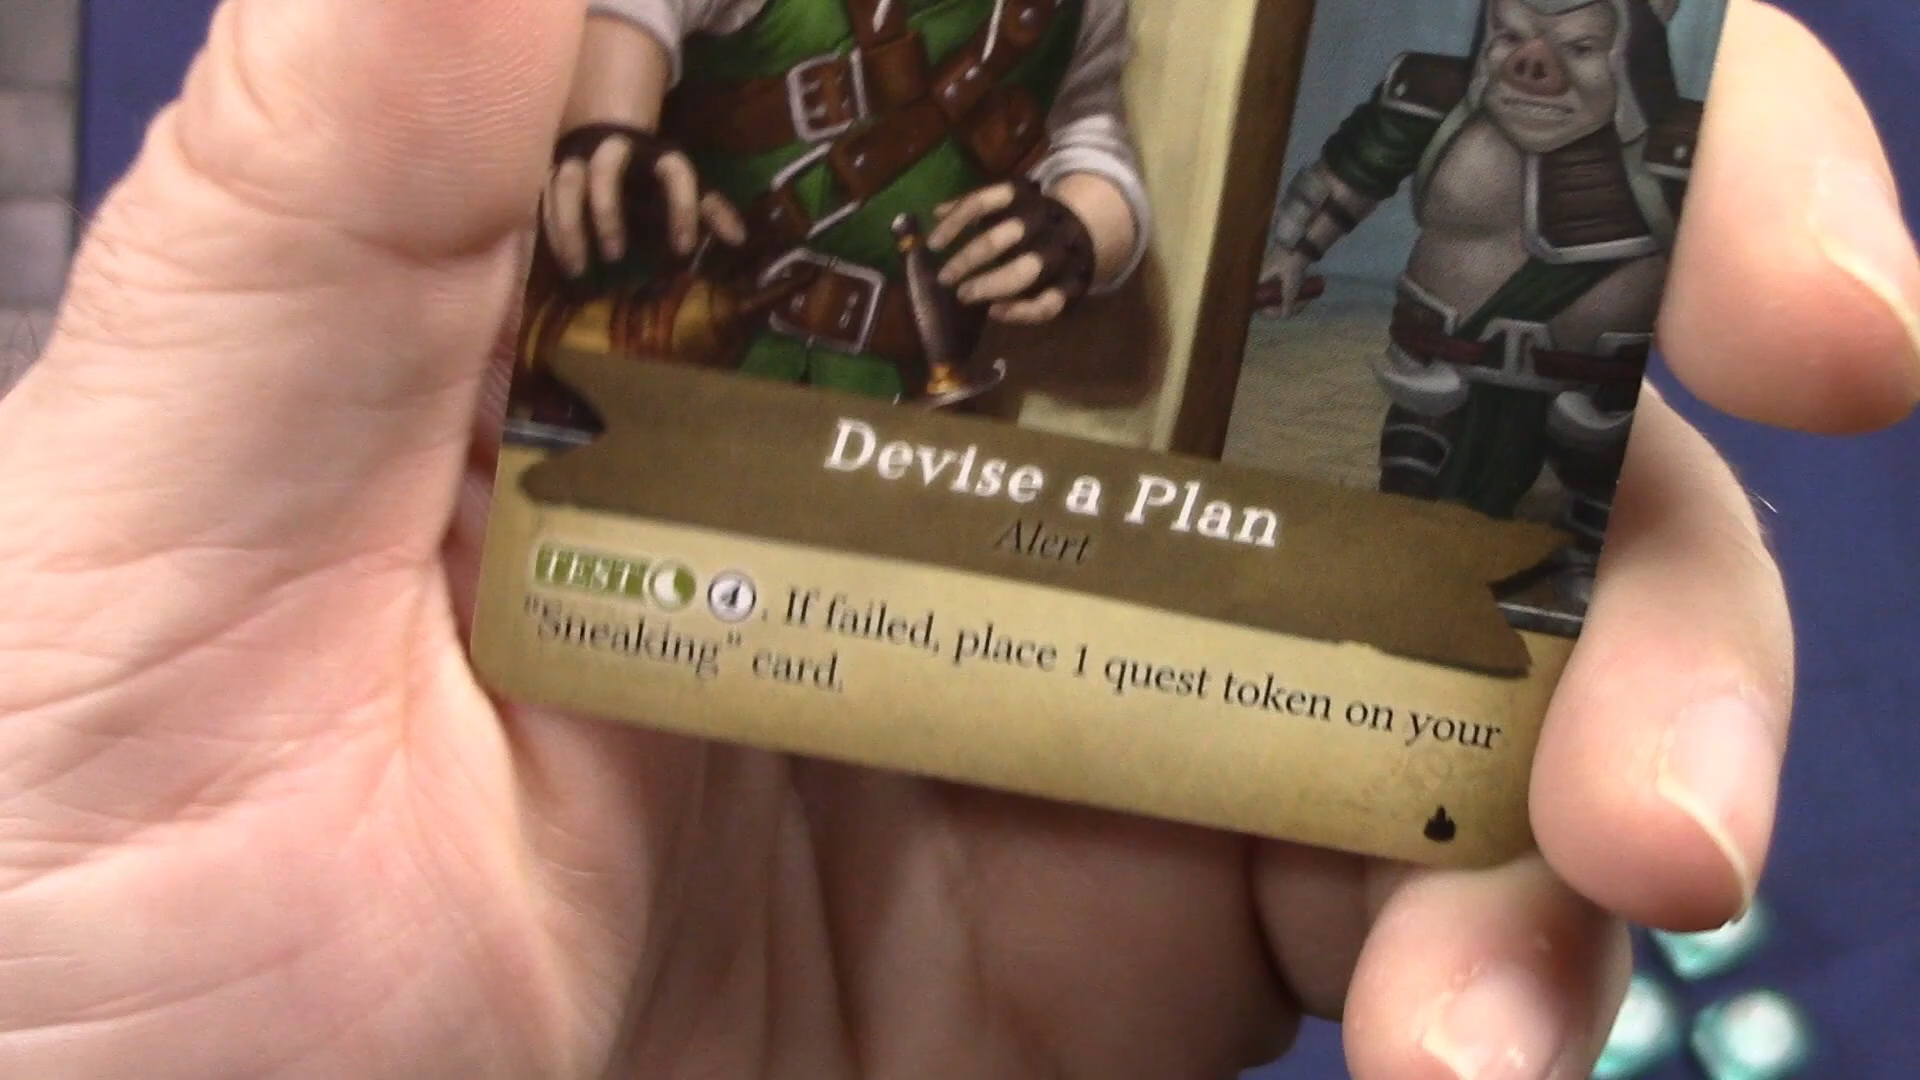 Devise a Plan
Alert
TEST 4. If failed, place 1 quest token on your
"Sneaking" card.